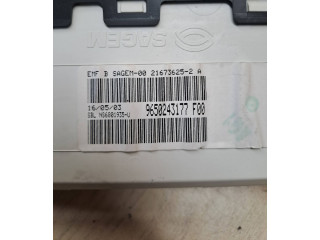 SAGEM
EMF B SAGEM-00 21673625-2 A
16/05/03
9650243177 F00